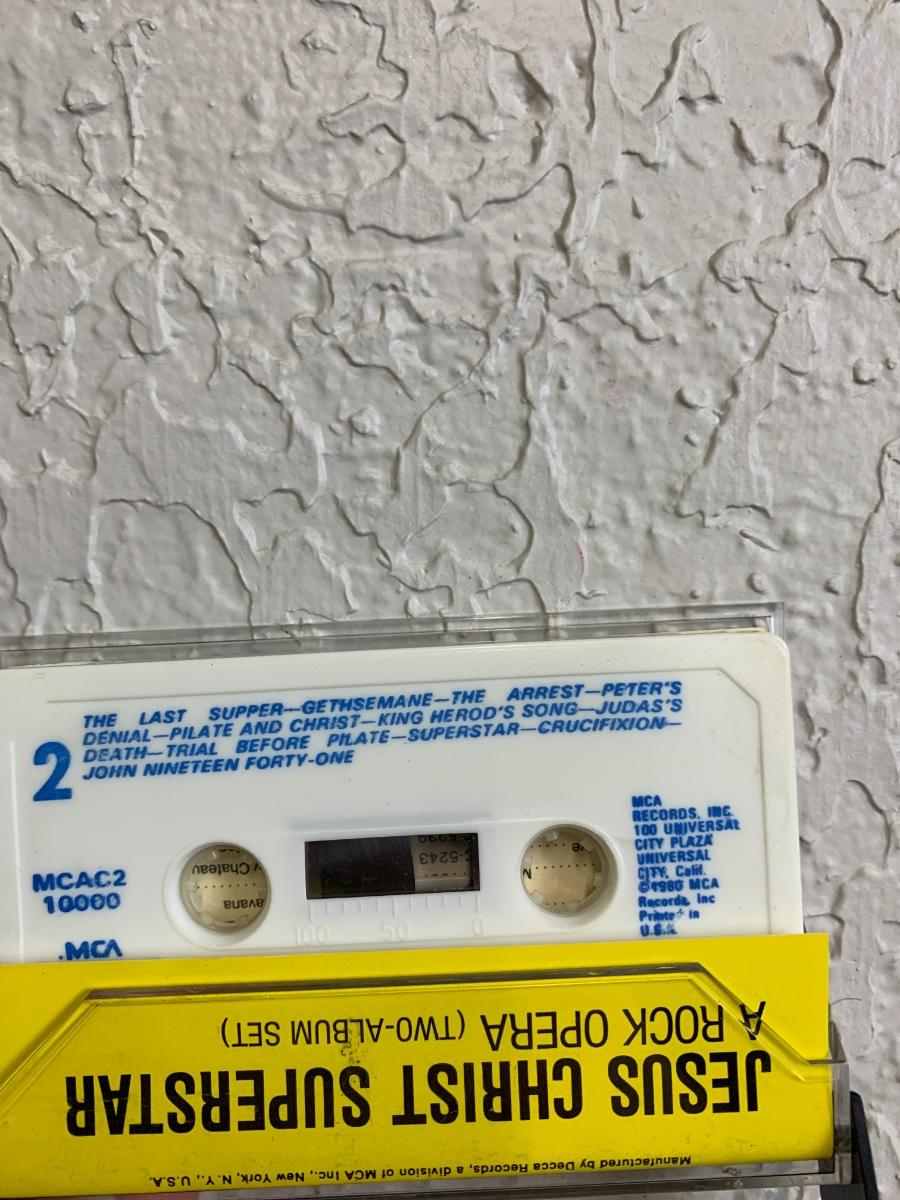 THE LAST SUPPER—GETHSEMANE—THE ARREST—PETER'S
DENIAL—PILATE AND CHRIST—KING HEROD'S SONG—JUDAS'S
DEATH—TRIAL BEFORE PILATE—SUPERSTAR—CRUCIFIXION—
JOHN NINETEEN FORTY-ONE
2
MCA
RECORDS, INC.
100 UNIVERSAL
CITY PLAZA
UNIVERSAL
CITY, Calif.
©1980 MCA
Records, Inc
Printed in
U.S.A.
MCAC2
10000
.MCA
Chateau
avana
-5243
100 50 0
JESUS CHRIST SUPERSTAR
A ROCK OPERA (TWO-ALBUM SET)
Manufactured by Decca Records, a division of MCA Inc., New York, N.Y., U.S.A.